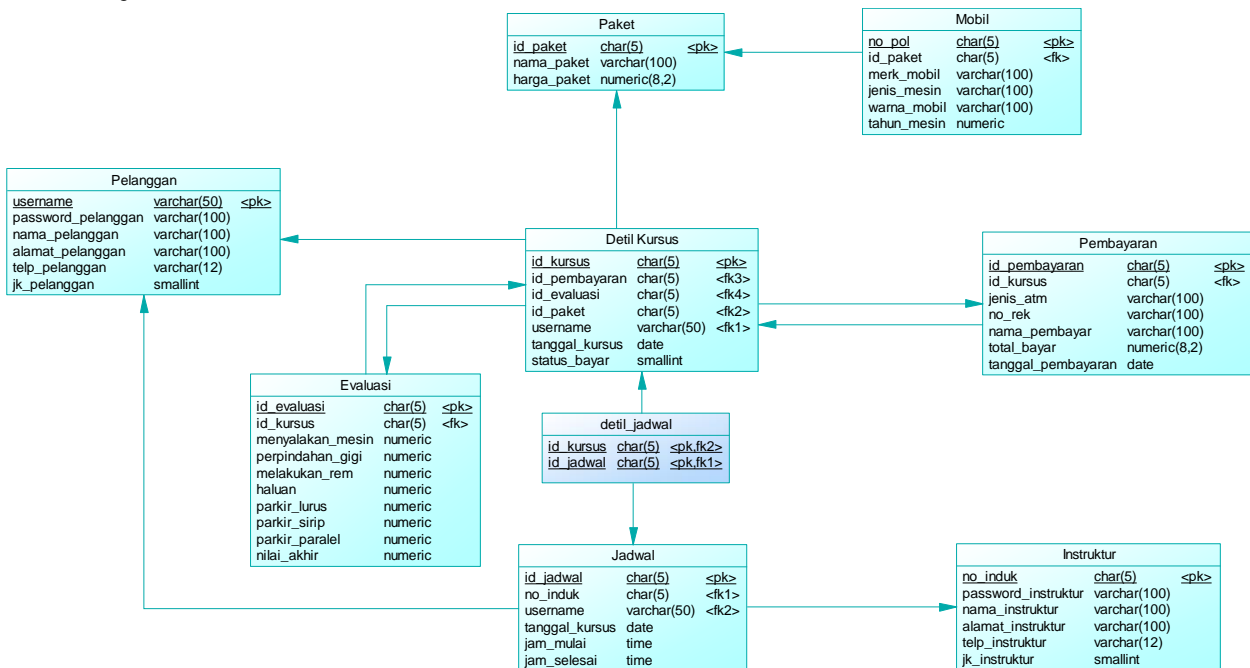 Paket
id_paket char(5) <pk>
nama_paket varchar(100)
harga_paket numeric(8,2)
Mobil
no_pol char(5) <pk>
id_paket char(5) <fk>
merk_mobil varchar(100)
jenis_mesin varchar(100)
warna_mobil varchar(100)
tahun_mesin numeric
Pelanggan
username varchar(50) <pk>
password_pelanggan varchar(100)
nama_pelanggan varchar(100)
alamat_pelanggan varchar(100)
telp_pelanggan varchar(12)
jk_pelanggan smallint
Detil Kursus
id_kursus char(5) <pk>
id_pembayaran char(5) <fk3>
id_evaluasi char(5) <fk4>
id_paket char(5) <fk2>
username varchar(50) <fk1>
tanggal_kursus date
status_bayar smallint
Pembayaran
id_pembayaran char(5) <pk>
id_kursus char(5) <fk>
jenis_atm varchar(100)
no_rek varchar(100)
nama_pembayar varchar(100)
total_bayar numeric(8,2)
tanggal_pembayaran date
Evaluasi
id_evaluasi char(5) <pk>
id_kursus char(5) <fk>
menyalakan_mesin numeric
perpindahan_gigi numeric
melakukan_rem numeric
haluan numeric
parkir_lurus numeric
parkir_sirip numeric
parkir_paralel numeric
nilai_akhir numeric
detil_jadwal
id_kursus char(5) <pk,fk2>
id_jadwal char(5) <pk,fk1>
Jadwal
id_jadwal char(5) <pk>
no_induk char(5) <fk1>
username varchar(50) <fk2>
tanggal_kursus date
jam_mulai time
jam_selesai time
Instruktur
no_induk char(5) <pk>
password_instruktur varchar(100)
nama_instruktur varchar(100)
alamat_instruktur varchar(100)
telp_instruktur varchar(12)
jk_instruktur smallint